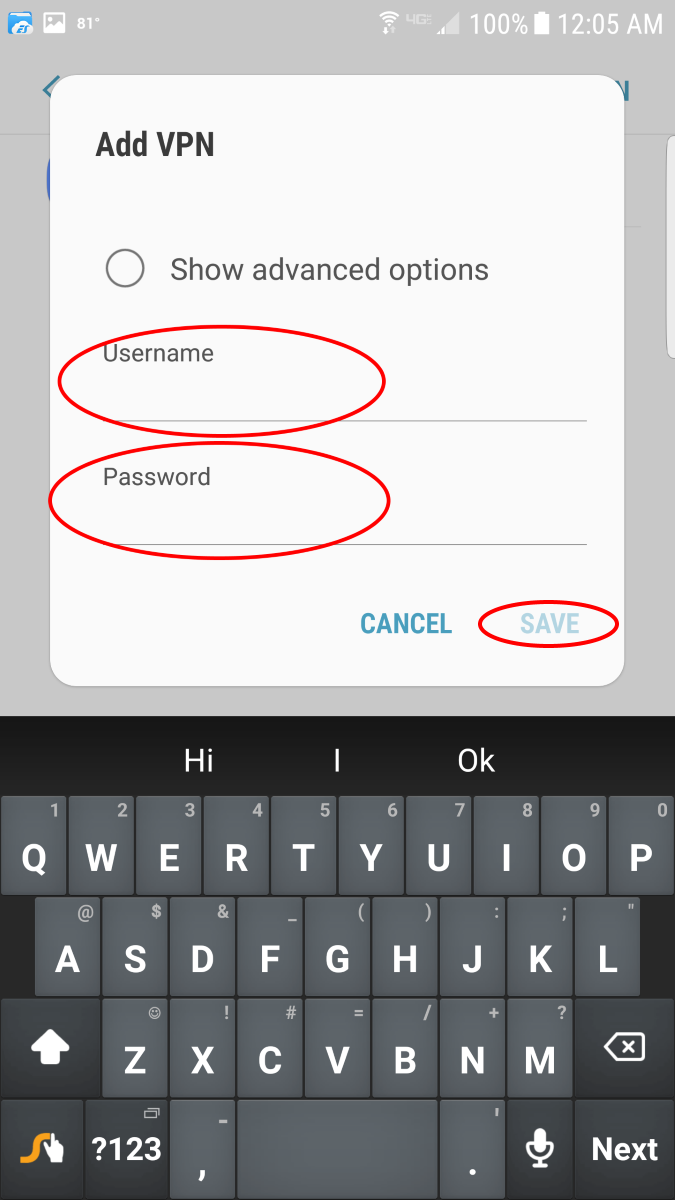 81° 4GE 100% 12:05 AM
N
Add VPN
Show advanced options
Username
Password
CANCEL SAVE
Hi I Ok
1 2 3 4 5 6 7 8 9 0
Q W E R T Y U I O P
@ $ & _ ( ) : ; "
A S D F G H J K L
! # = / + ?
Z X C V B N M
- '
?123 , . Next